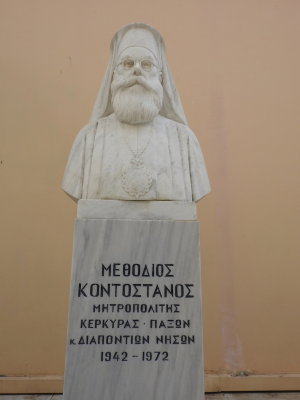 ΜΕΘΟΔΙΟΣ
ΚΟΝΤΟΣΤΑΝΟΣ
ΜΗΤΡΟΠΟΛΙΤΗΣ
ΚΕΡΚΥΡΑΣ · ΠΑΞΩΝ
κ. ΔΙΑΠΟΝΤΙΩΝ ΝΗΣΩΝ
1942 - 1972